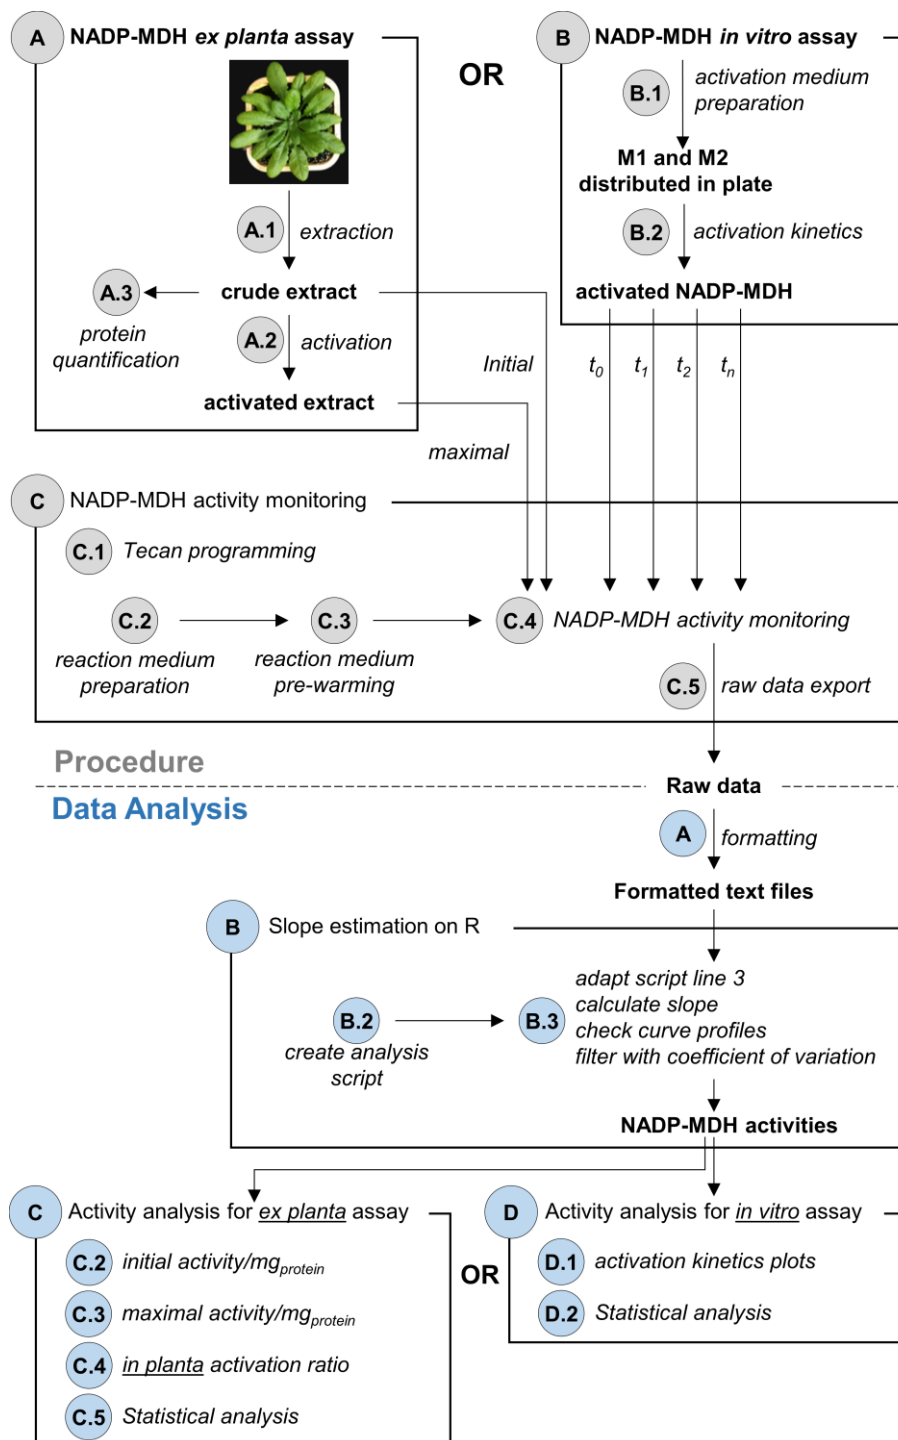 A NADP-MDH ex planta assay
OR
B NADP-MDH in vitro assay
A.1 extraction
crude extract
A.3
protein
quantification
A.2 activation
activated extract
Initial
maximal
B.1 activation medium
preparation
M1 and M2
distributed in plate
B.2 activation kinetics
activated NADP-MDH
t0 t1 t2 tn
C NADP-MDH activity monitoring
C.1 Tecan programming
C.2
reaction medium
preparation
C.3
reaction medium
pre-warming
C.4 NADP-MDH activity monitoring
C.5 raw data export
Procedure
Raw data
Data Analysis
A formatting
Formatted text files
B Slope estimation on R
B.2
create analysis
script
B.3
adapt script line 3
calculate slope
check curve profiles
filter with coefficient of variation
NADP-MDH activities
C Activity analysis for ex planta assay
C.2 initial activity/mgprotein
C.3 maximal activity/mgprotein
C.4 in planta activation ratio
C.5 Statistical analysis
OR
D Activity analysis for in vitro assay
D.1 activation kinetics plots
D.2 Statistical analysis